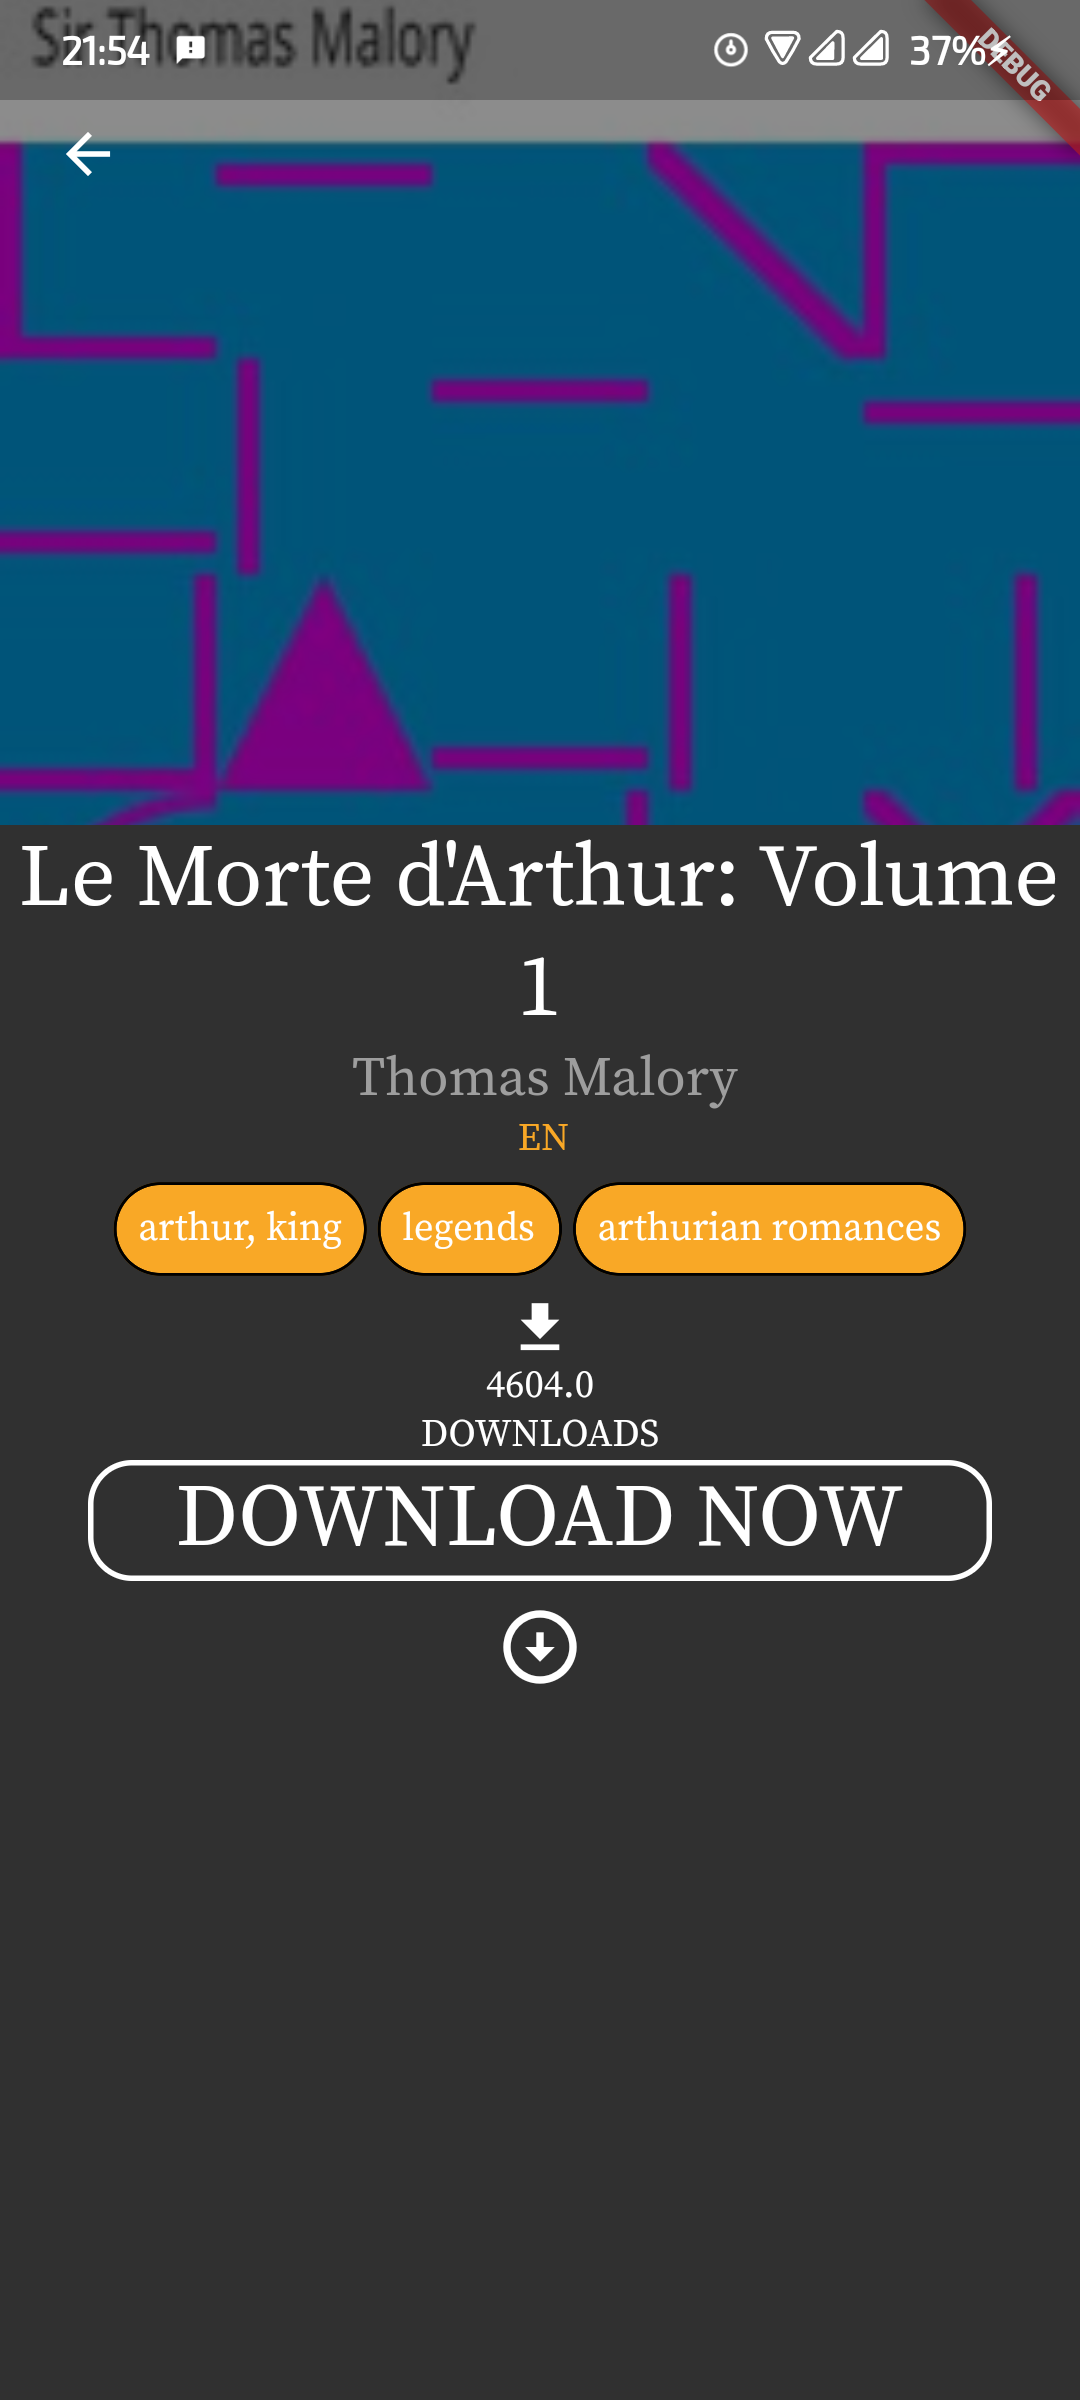 Sir Thomas Malory
21:54
37%
DEBUG
Le Morte d'Arthur: Volume
1
Thomas Malory
EN
arthur, king legends arthurian romances
4604.0
DOWNLOADS
DOWNLOAD NOW